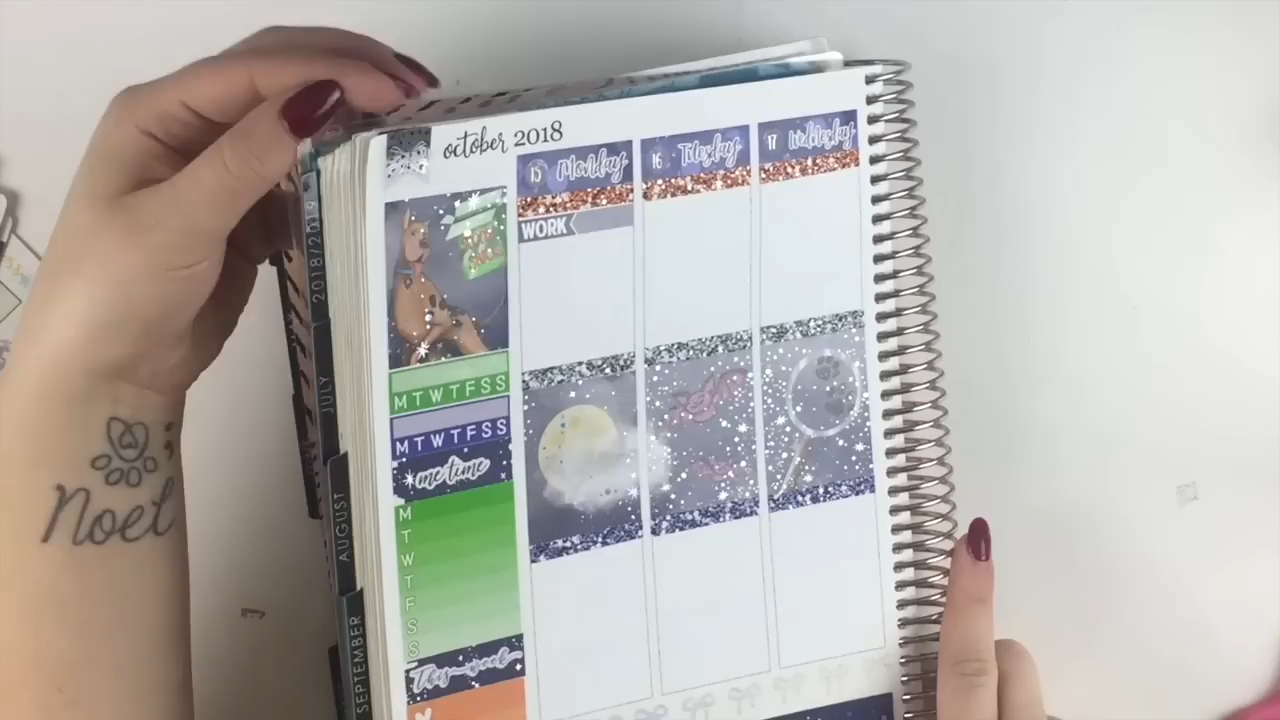 october 2018
15 Monday
16 Tuesday
17 Wednesday
WORK
MTWTFSS
MTWTFSS
me time
M
T
W
T
F
S
S
This week
2018/2019
JULY
AUGUST
SEPTEMBER
Noel